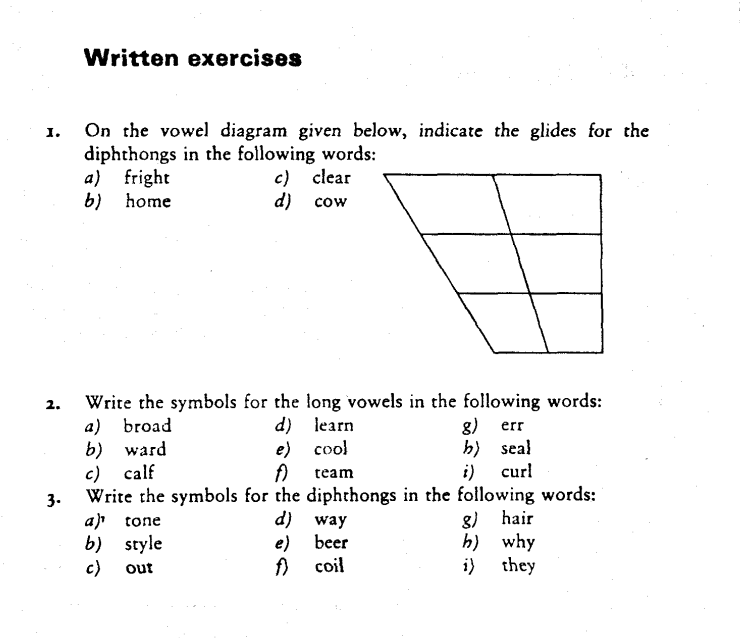 Written exercises
1. On the vowel diagram given below, indicate the glides for the
diphthongs in the following words:
a) fright c) clear
b) home d) cow
2. Write the symbols for the long vowels in the following words:
a) broad d) learn g) err
b) ward e) cool h) seal
c) calf f) team i) curl
3. Write the symbols for the diphthongs in the following words:
a) tone d) way g) hair
b) style e) beer h) why
c) out f) coil i) they